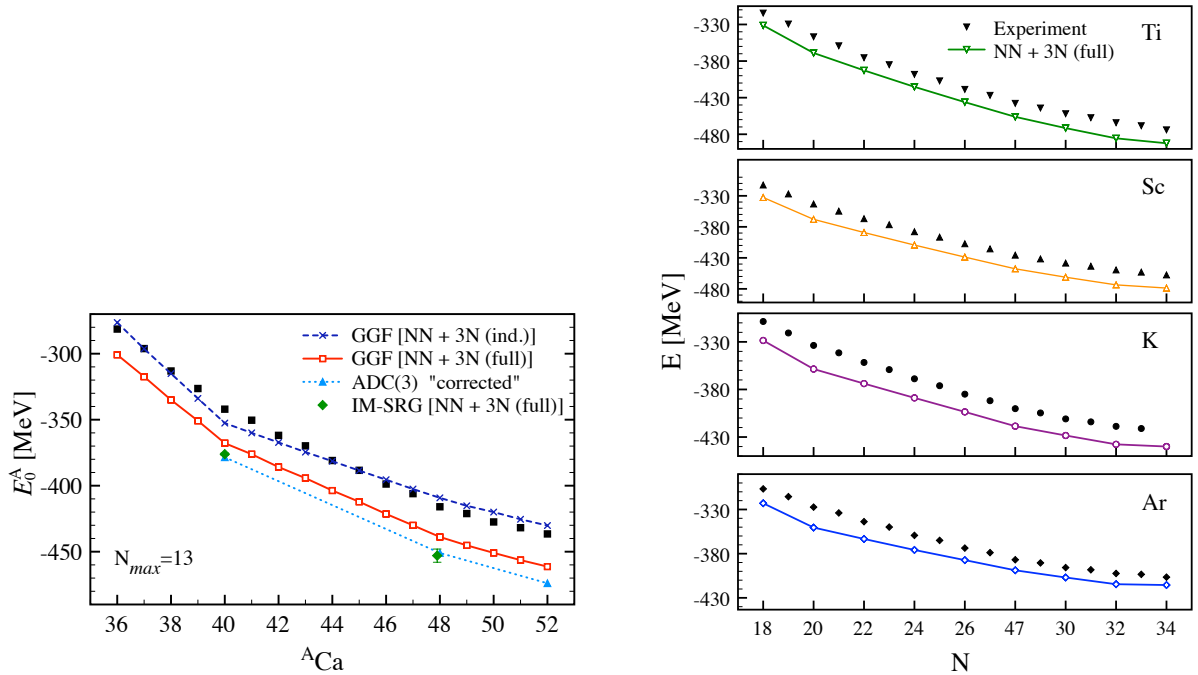 -300
-350
-400
-450
E₀ᴬ [MeV]
GGF [NN + 3N (ind.)]
GGF [NN + 3N (full)]
ADC(3) "corrected"
IM-SRG [NN + 3N (full)]
Nmax=13
36 38 40 42 44 46 48 50 52
ᴬCa
E [MeV]
-330
-380
-430
-480
Experiment
NN + 3N (full)
Ti
-330
-380
-430
-480
Sc
-330
-380
-430
K
-330
-380
-430
Ar
18 20 22 24 26 47 30 32 34
N